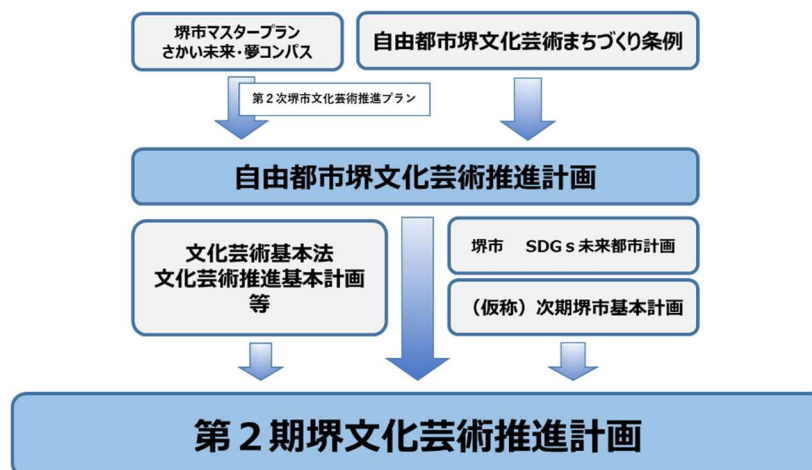 堺市マスタープラン
さかい未来・夢コンパス
自由都市堺文化芸術まちづくり条例
第２次堺市文化芸術推進プラン
自由都市堺文化芸術推進計画
文化芸術基本法
文化芸術推進基本計画
等
堺市　SDGｓ未来都市計画
（仮称）次期堺市基本計画
第２期堺文化芸術推進計画